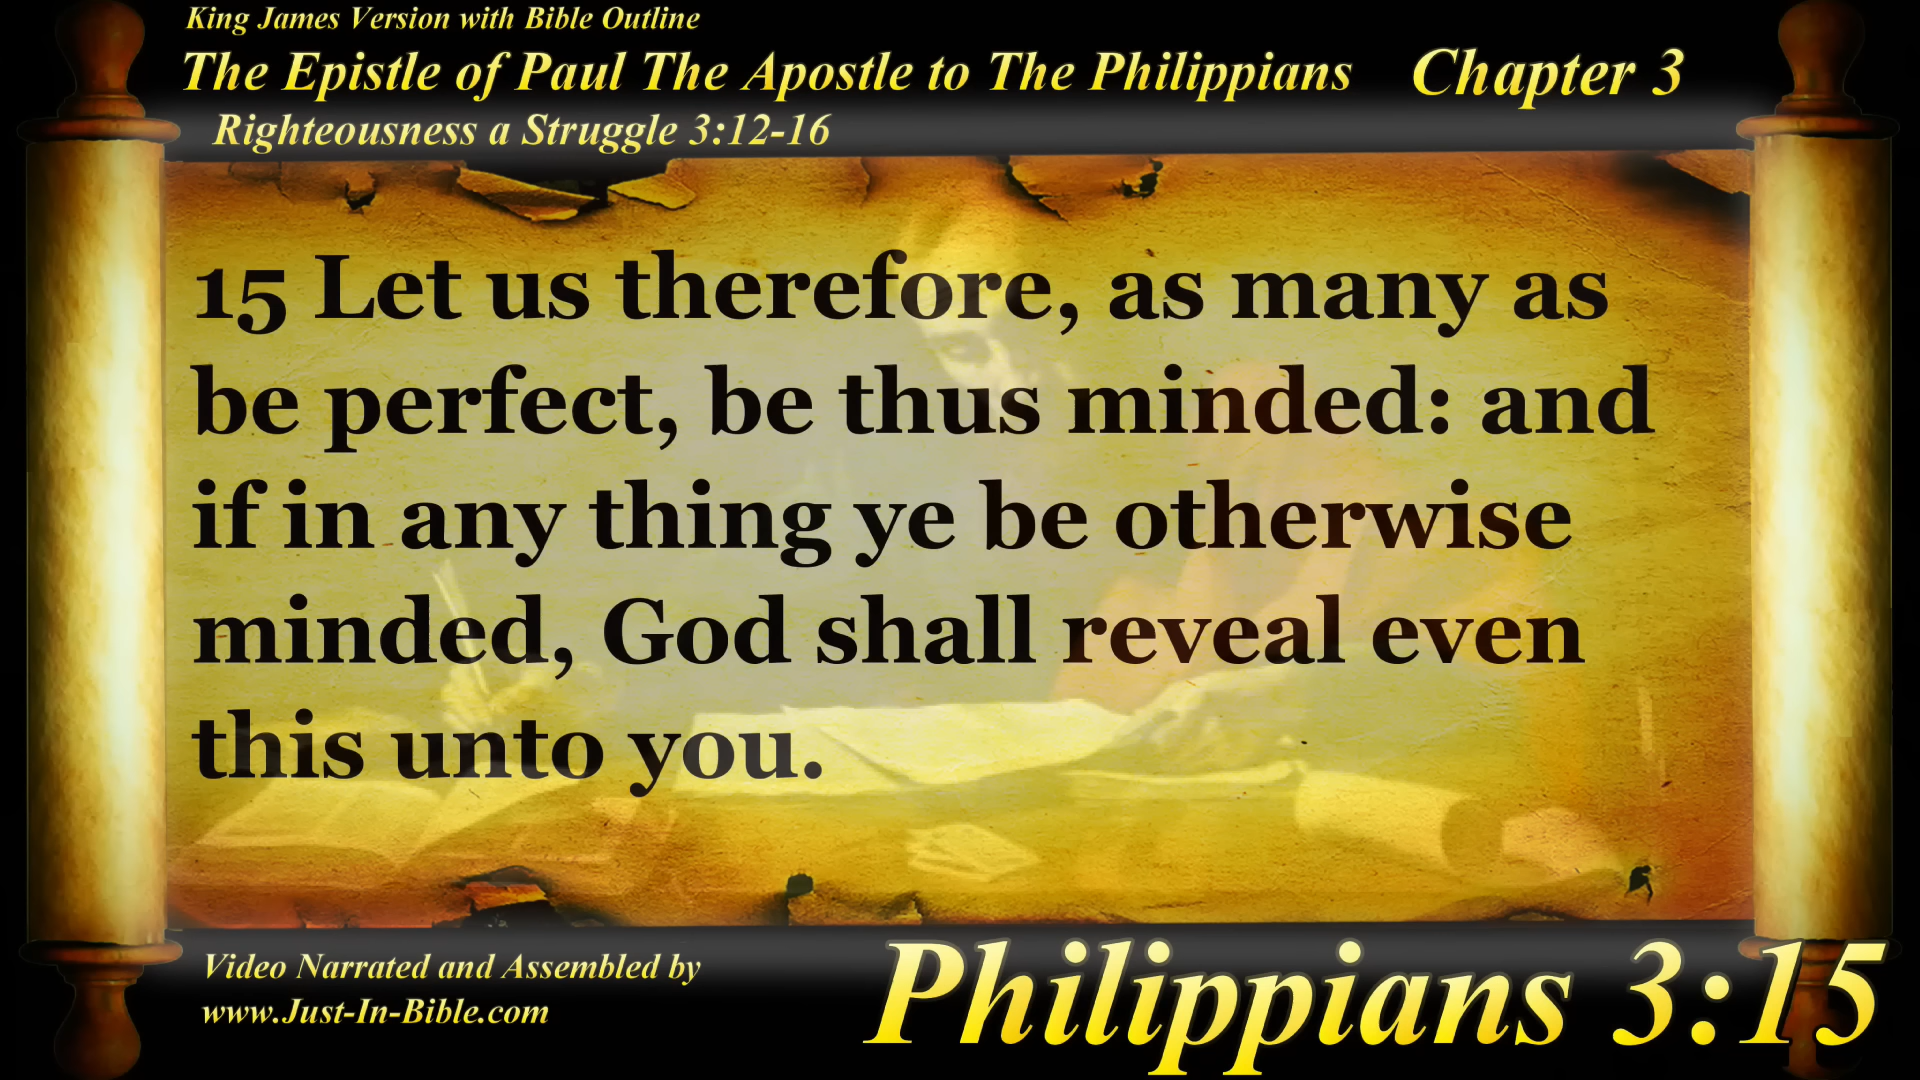 King James Version with Bible Outline
The Epistle of Paul The Apostle to The Philippians Chapter 3
Righteousness a Struggle 3:12-16
15 Let us therefore, as many as
be perfect, be thus minded: and
if in any thing ye be otherwise
minded, God shall reveal even
this unto you.
Video Narrated and Assembled by
www.Just-In-Bible.com
Philippians 3:15